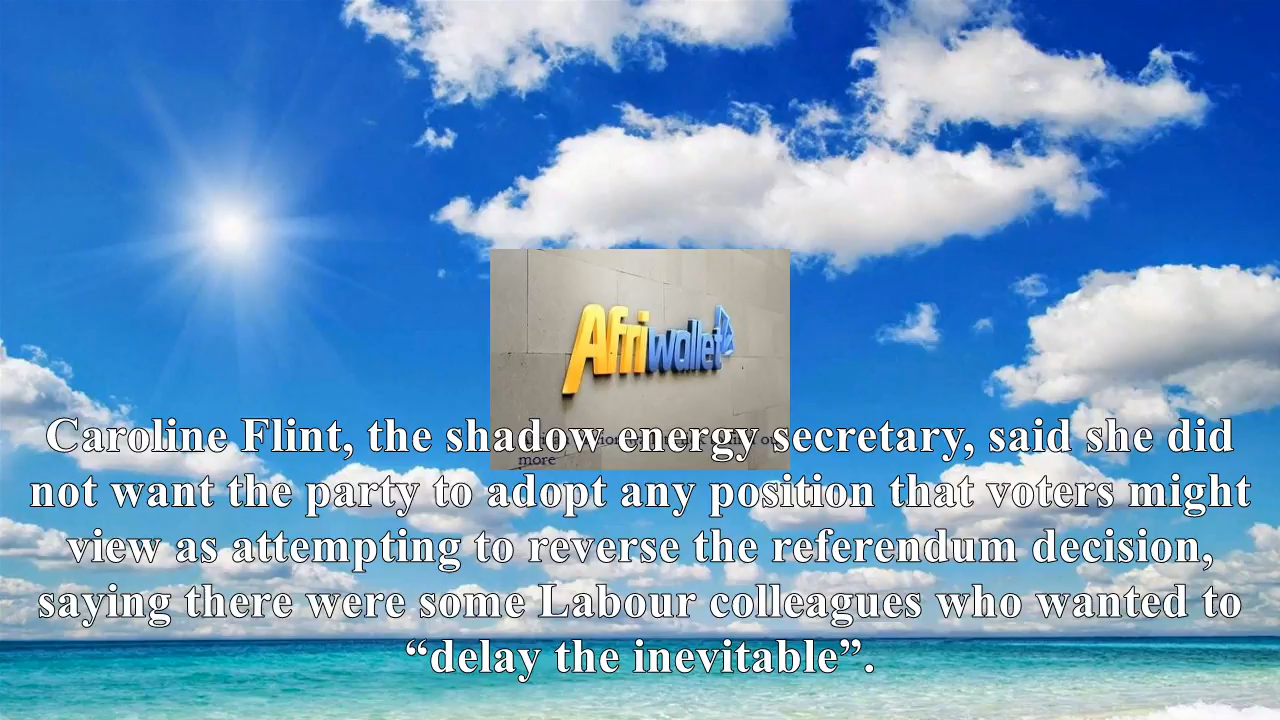 Afriwallet
Caroline Flint, the shadow energy secretary, said she did
more
not want the party to adopt any position that voters might
view as attempting to reverse the referendum decision,
saying there were some Labour colleagues who wanted to
“delay the inevitable”.